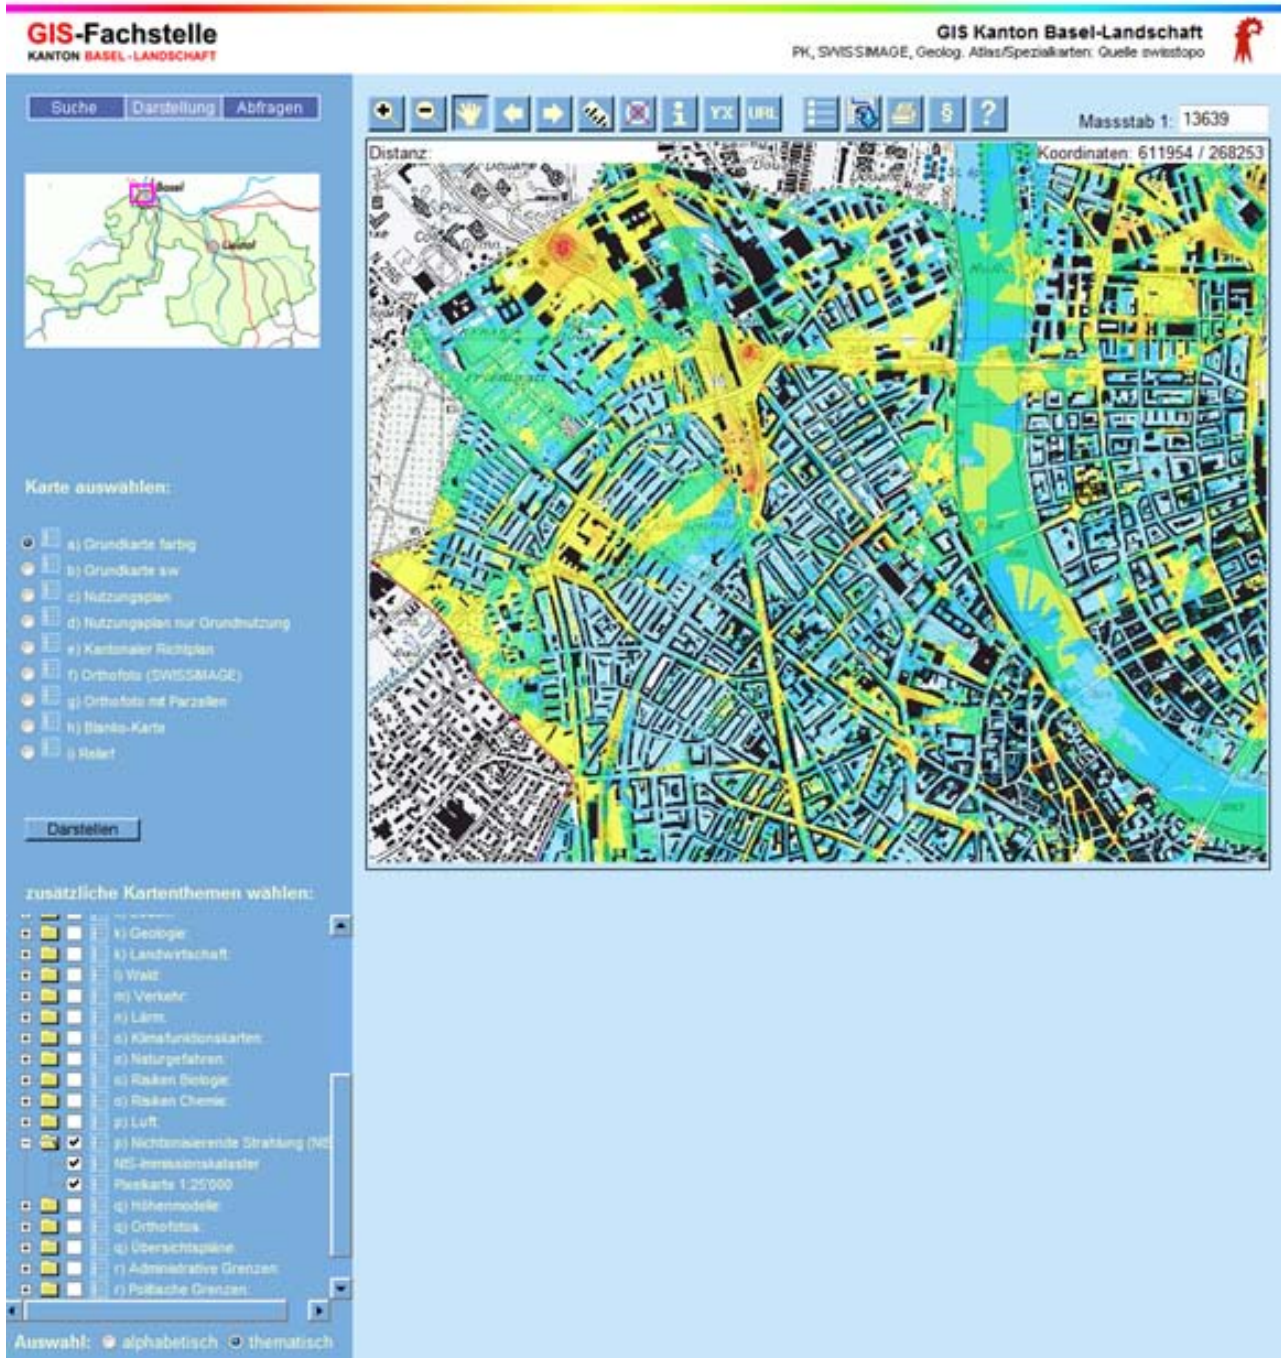 GIS-Fachstelle
KANTON BASEL-LANDSCHAFT
GIS Kanton Basel-Landschaft
PK, SWISSIMAGE, Geolog. Atlas/Spezialkarten: Quelle swisstopo
Suche Darstellung Abfragen
YX URL § ?
Massstab 1: 13639
Distanz:
Koordinaten: 611954 / 268253
Basel
Liestal
Karte auswählen:
a) Grundkarte farbig
b) Grundkarte sw
c) Nutzungsplan
d) Nutzungsplan nur Grundnutzung
e) Kantonaler Richtplan
f) Orthofoto (SWISSIMAGE)
g) Orthofoto mit Parzellen
h) Blanko-Karte
i) Relief
Darstellen
zusätzliche Kartenthemen wählen:
k) Geologie:
k) Landwirtschaft:
l) Wald:
m) Verkehr:
n) Lärm:
o) Klimafunktionskarten:
o) Naturgefahren:
o) Risiken Biologie:
o) Risiken Chemie:
p) Luft:
p) Nichtionisierende Strahlung (NIS
NIS-Immissionskataster
Pixelkarte 1:25'000
q) Höhenmodelle:
q) Orthofotos:
q) Übersichtspläne
r) Administrative Grenzen:
r) Politische Grenzen:
Auswahl: alphabetisch thematisch